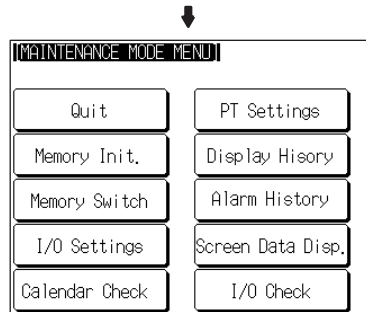 [MAINTENANCE MODE MENU]
Quit
PT Settings
Memory Init.
Display Hisory
Memory Switch
Alarm History
I/O Settings
Screen Data Disp.
Calendar Check
I/O Check